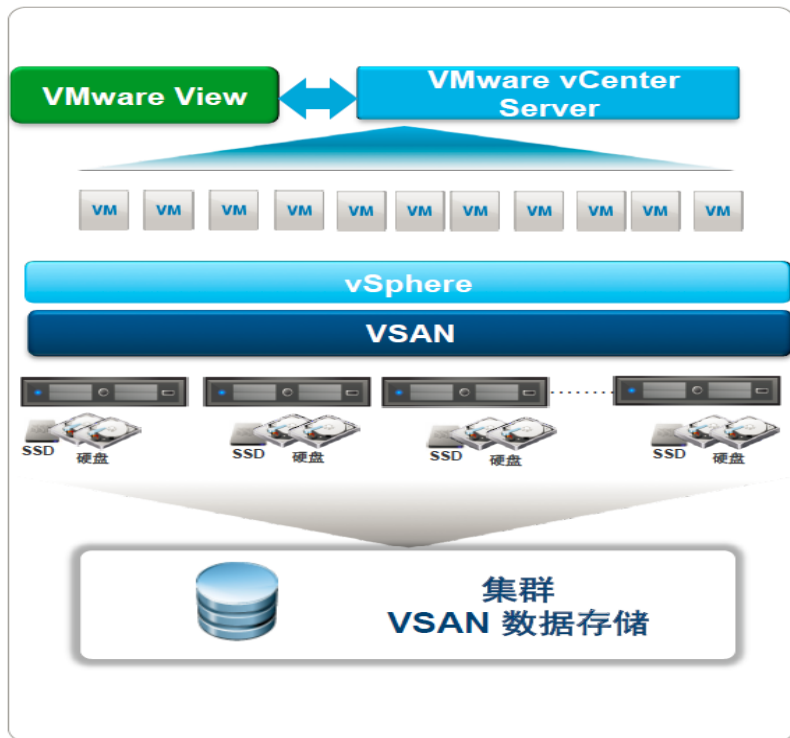 VMware View
VMware vCenter
Server
VM VM VM VM VM VM VM VM VM VM VM
vSphere
VSAN
SSD 硬盘 SSD 硬盘 SSD 硬盘 SSD 硬盘
集群
VSAN 数据存储